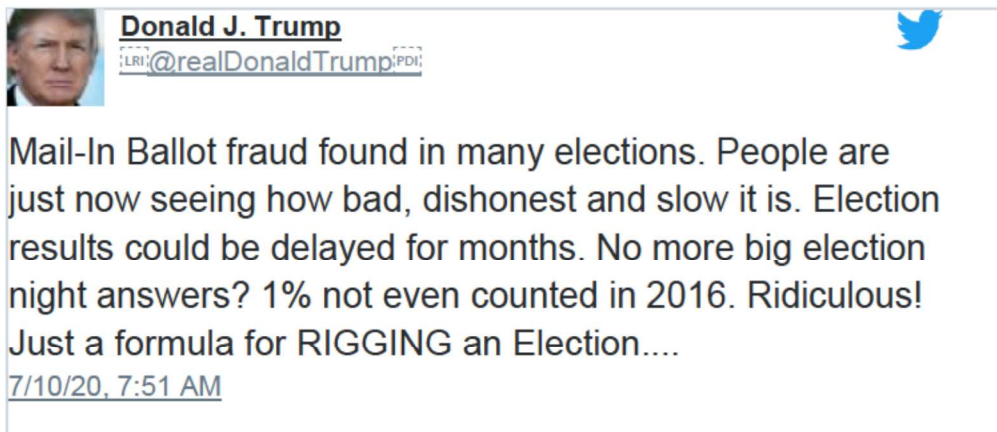 Donald J. Trump
LRI@realDonaldTrumpPDI
Mail-In Ballot fraud found in many elections. People are
just now seeing how bad, dishonest and slow it is. Election
results could be delayed for months. No more big election
night answers? 1% not even counted in 2016. Ridiculous!
Just a formula for RIGGING an Election....
7/10/20, 7:51 AM